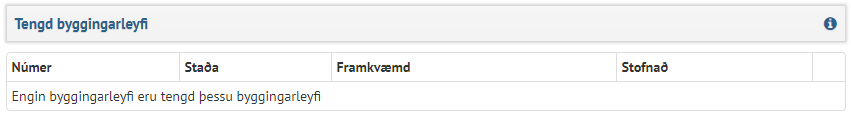 Tengd byggingarleyfi
Númer Staða Framkvæmd Stofnað
Engin byggingarleyfi eru tengd þessu byggingarleyfi